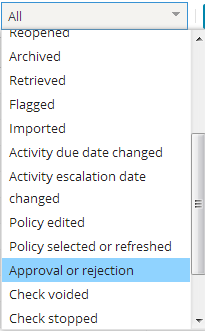 All
Reopened
Archived
Retrieved
Flagged
Imported
Activity due date changed
Activity escalation date
changed
Policy edited
Policy selected or refreshed
Approval or rejection
Check voided
Check stopped